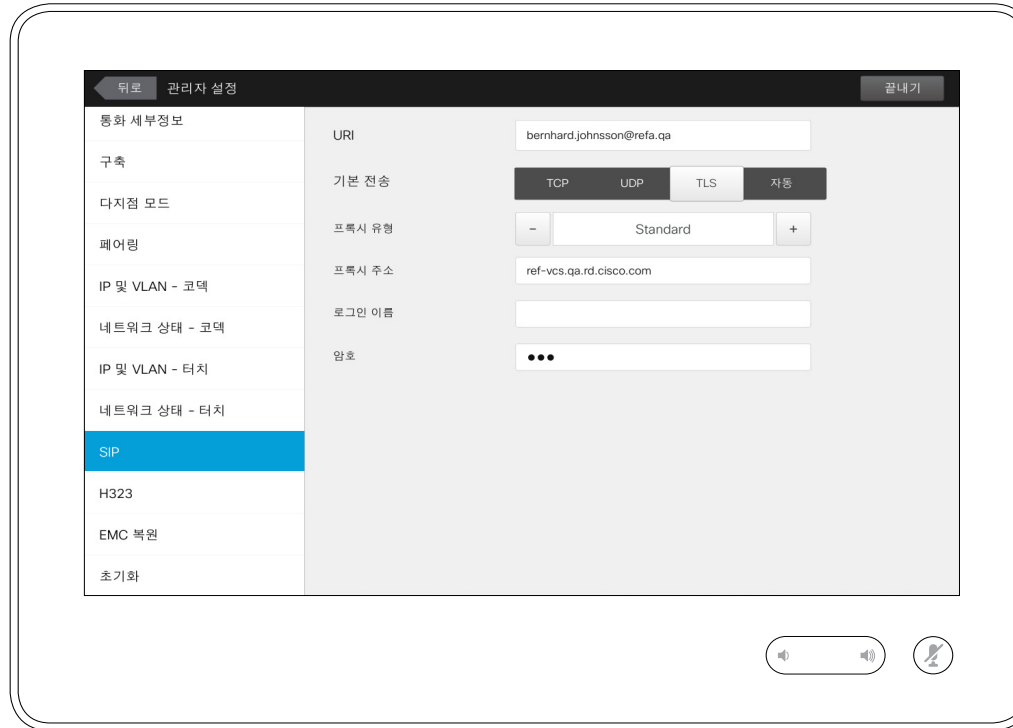 뒤로 관리자 설정 끝내기
통화 세부정보
구축
다지점 모드
페어링
IP 및 VLAN - 코덱
네트워크 상태 - 코덱
IP 및 VLAN - 터치
네트워크 상태 - 터치
SIP
H323
EMC 복원
초기화
URI bernhard.johnsson@refa.qa
기본 전송 TCP UDP TLS 자동
프록시 유형 - Standard +
프록시 주소 ref-vcs.qa.rd.cisco.com
로그인 이름
암호 ●●●